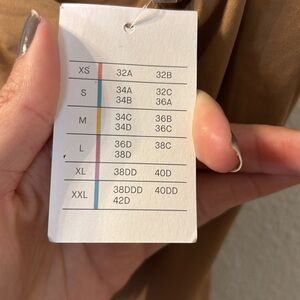 XS 32A 32B
S 34A 32C
34B 36A
M 34C 36B
34D 36C
L 36D 38C
38D
XL 38DD 40D
XXL 38DDD 40DD
42D